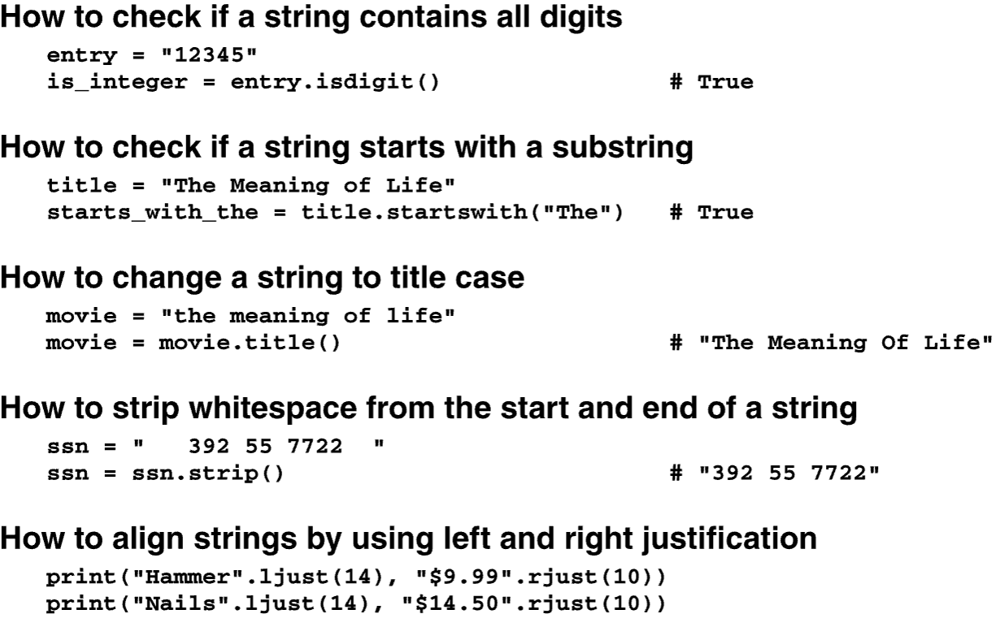 How to check if a string contains all digits
entry = "12345"
is_integer = entry.isdigit() # True
How to check if a string starts with a substring
title = "The Meaning of Life"
starts_with_the = title.startswith("The") # True
How to change a string to title case
movie = "the meaning of life"
movie = movie.title() # "The Meaning Of Life"
How to strip whitespace from the start and end of a string
ssn = "   392 55 7722  "
ssn = ssn.strip() # "392 55 7722"
How to align strings by using left and right justification
print("Hammer".ljust(14), "$9.99".rjust(10))
print("Nails".ljust(14), "$14.50".rjust(10))